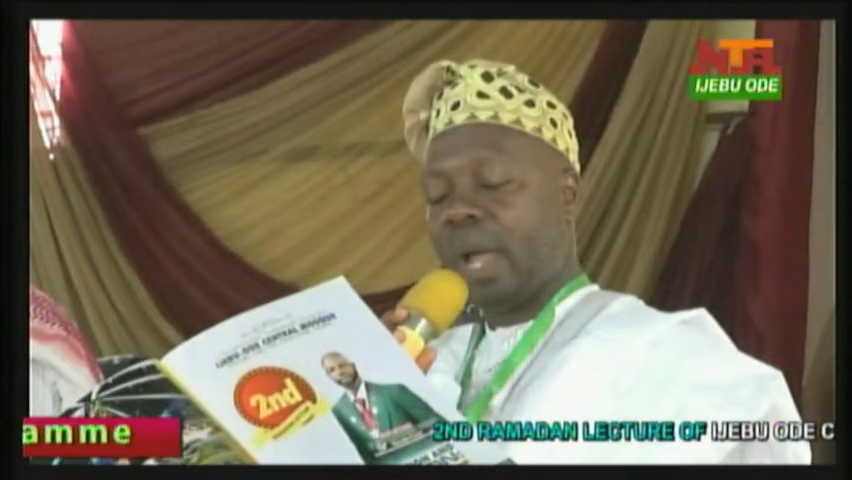 NTA
IJEBU ODE
IJEBU-ODE CENTRAL MOSQUE
2nd
amme
2ND RAMADAN LECTURE OF IJEBU ODE C